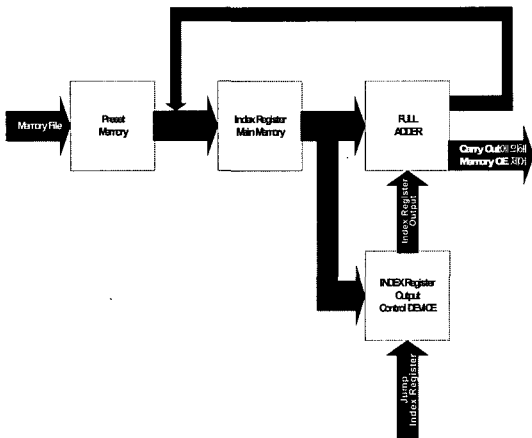 Memory File
Preset
Memory
Index Register
Main Memory
FULL
ADDER
Carry Out에 의해
Memory OE 제어
Index Register
Output
INDEX Register
Output
Control DEVICE
Jump
Index Register